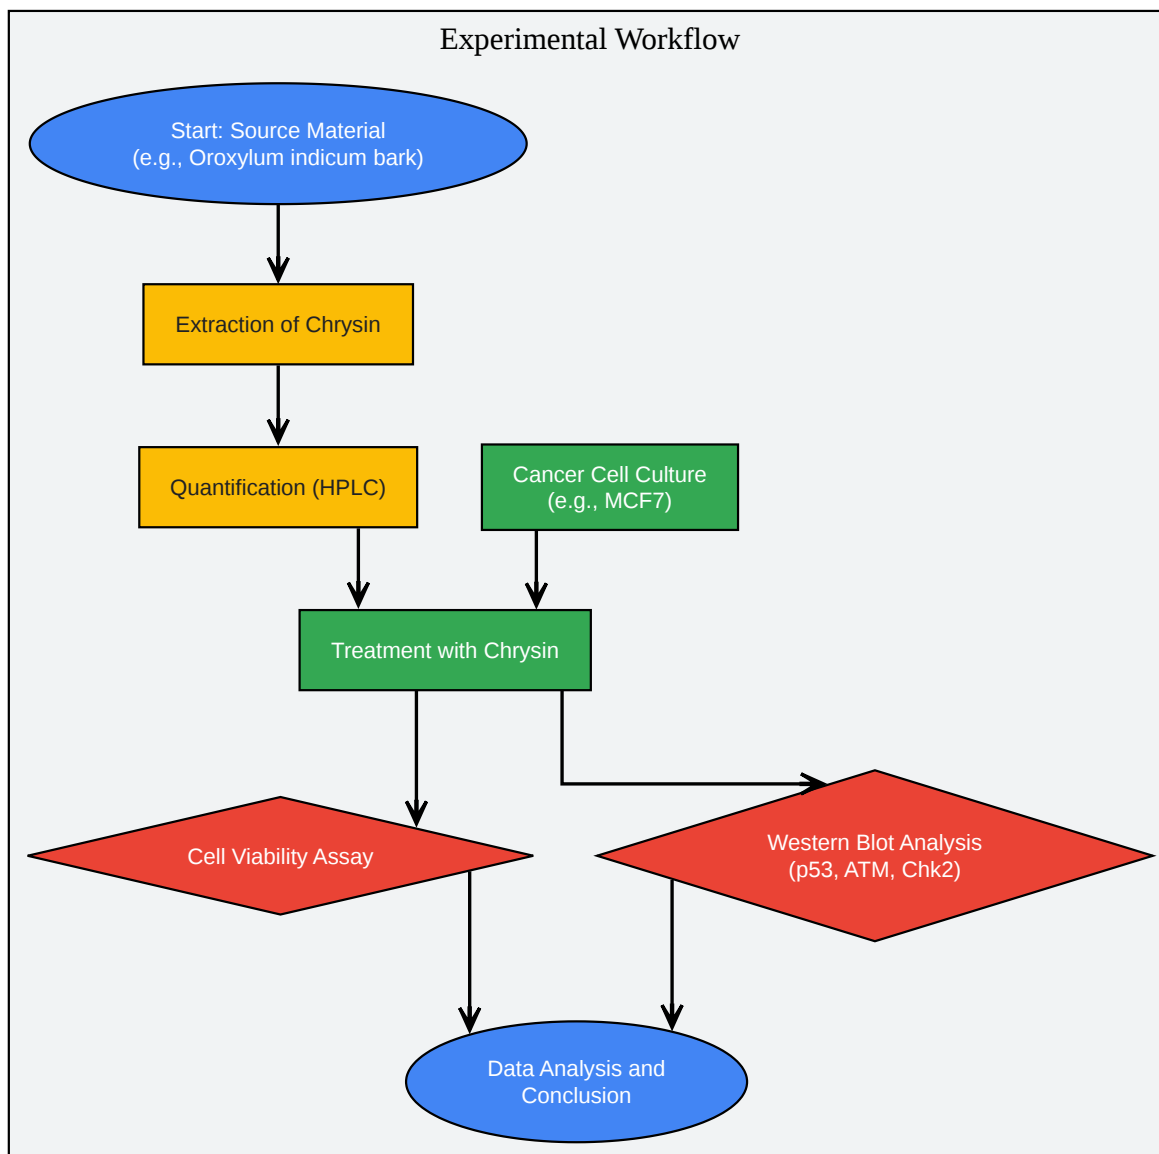 Experimental Workflow
Start: Source Material
(e.g., Oroxylum indicum bark)
Extraction of Chrysin
Quantification (HPLC)
Cancer Cell Culture
(e.g., MCF7)
Treatment with Chrysin
Cell Viability Assay
Western Blot Analysis
(p53, ATM, Chk2)
Data Analysis and
Conclusion